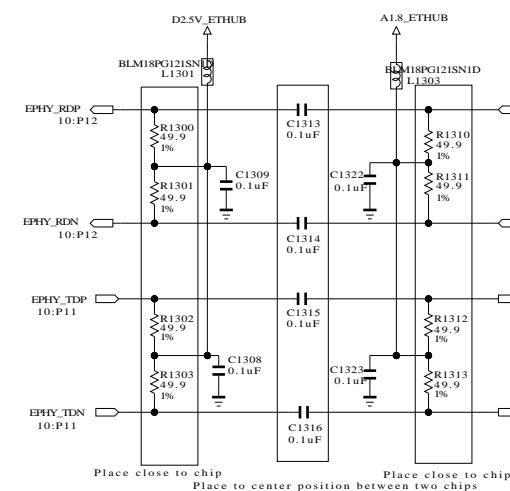 D2.5V_ETHUB
A1.8_ETHUB
BLM18PG121SN1D
L1301
BLM18PG121SN1D
L1303
EPHY_RDP
10:P12
C1313
0.1uF
R1300
49.9
1%
R1310
49.9
1%
C1309
0.1uF
C1322
0.1uF
R1301
49.9
1%
R1311
49.9
1%
EPHY_RDN
10:P12
C1314
0.1uF
EPHY_TDP
10:P11
C1315
0.1uF
R1302
49.9
1%
R1312
49.9
1%
C1308
0.1uF
C1323
0.1uF
R1303
49.9
1%
R1313
49.9
1%
EPHY_TDN
10:P11
C1316
0.1uF
Place close to chip
Place close to chip
Place to center position between two chips